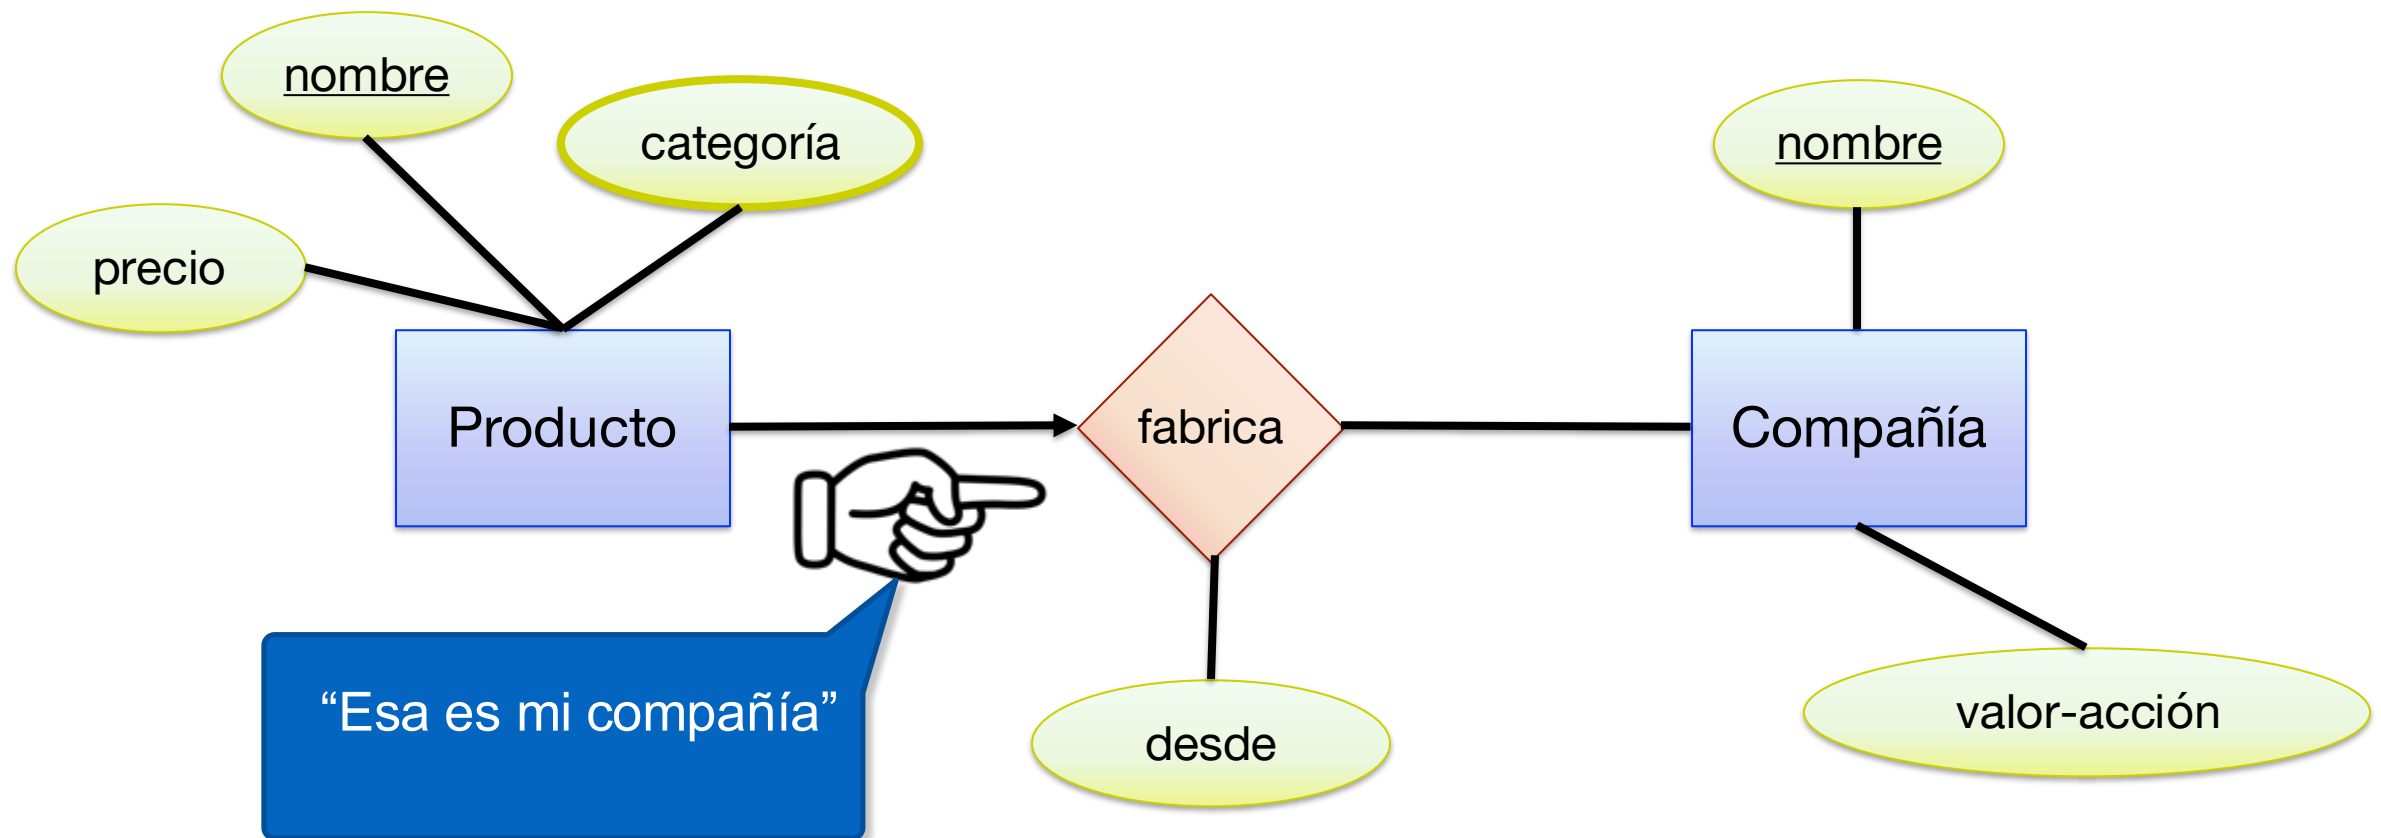 nombre
categoría
nombre
precio
Producto
fabrica
Compañía
“Esa es mi compañía”
desde
valor-acción